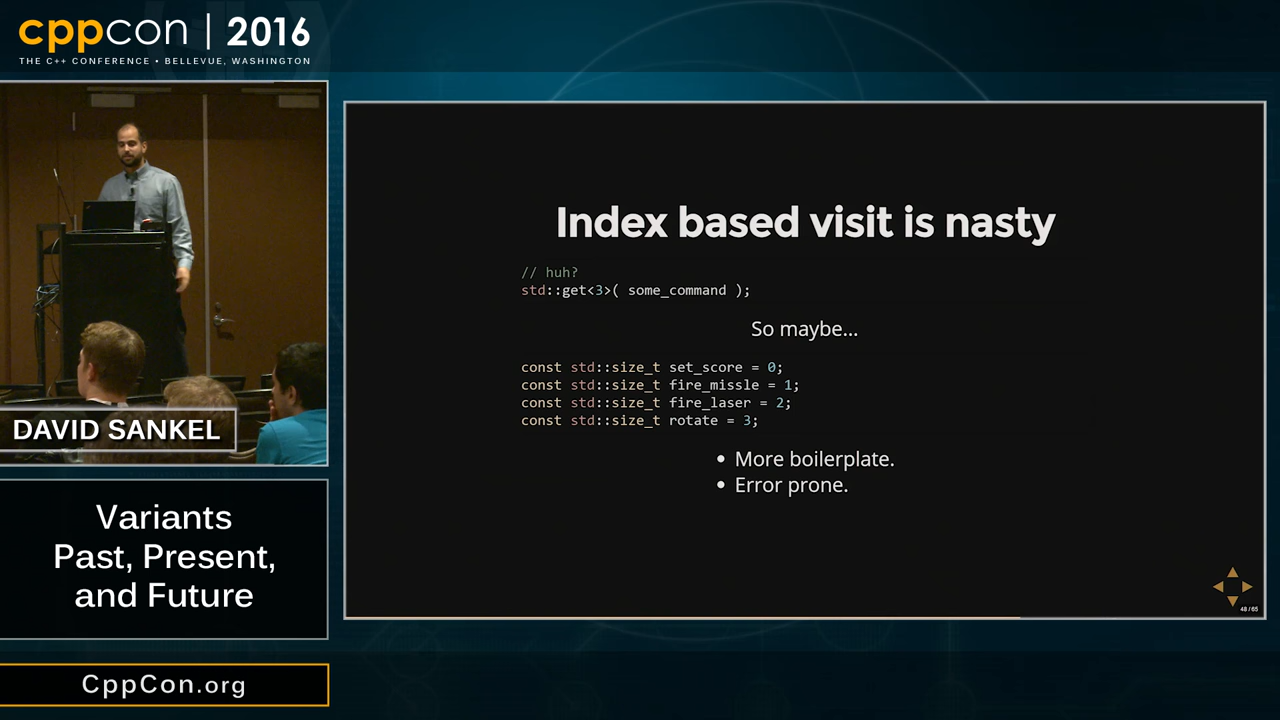 cppcon | 2016
THE C++ CONFERENCE • BELLEVUE, WASHINGTON
DAVID SANKEL
Variants
Past, Present,
and Future
CppCon.org
Index based visit is nasty
// huh?
std::get<3>( some_command );
So maybe...
const std::size_t set_score = 0;
const std::size_t fire_missle = 1;
const std::size_t fire_laser = 2;
const std::size_t rotate = 3;
• More boilerplate.
• Error prone.
48 / 65